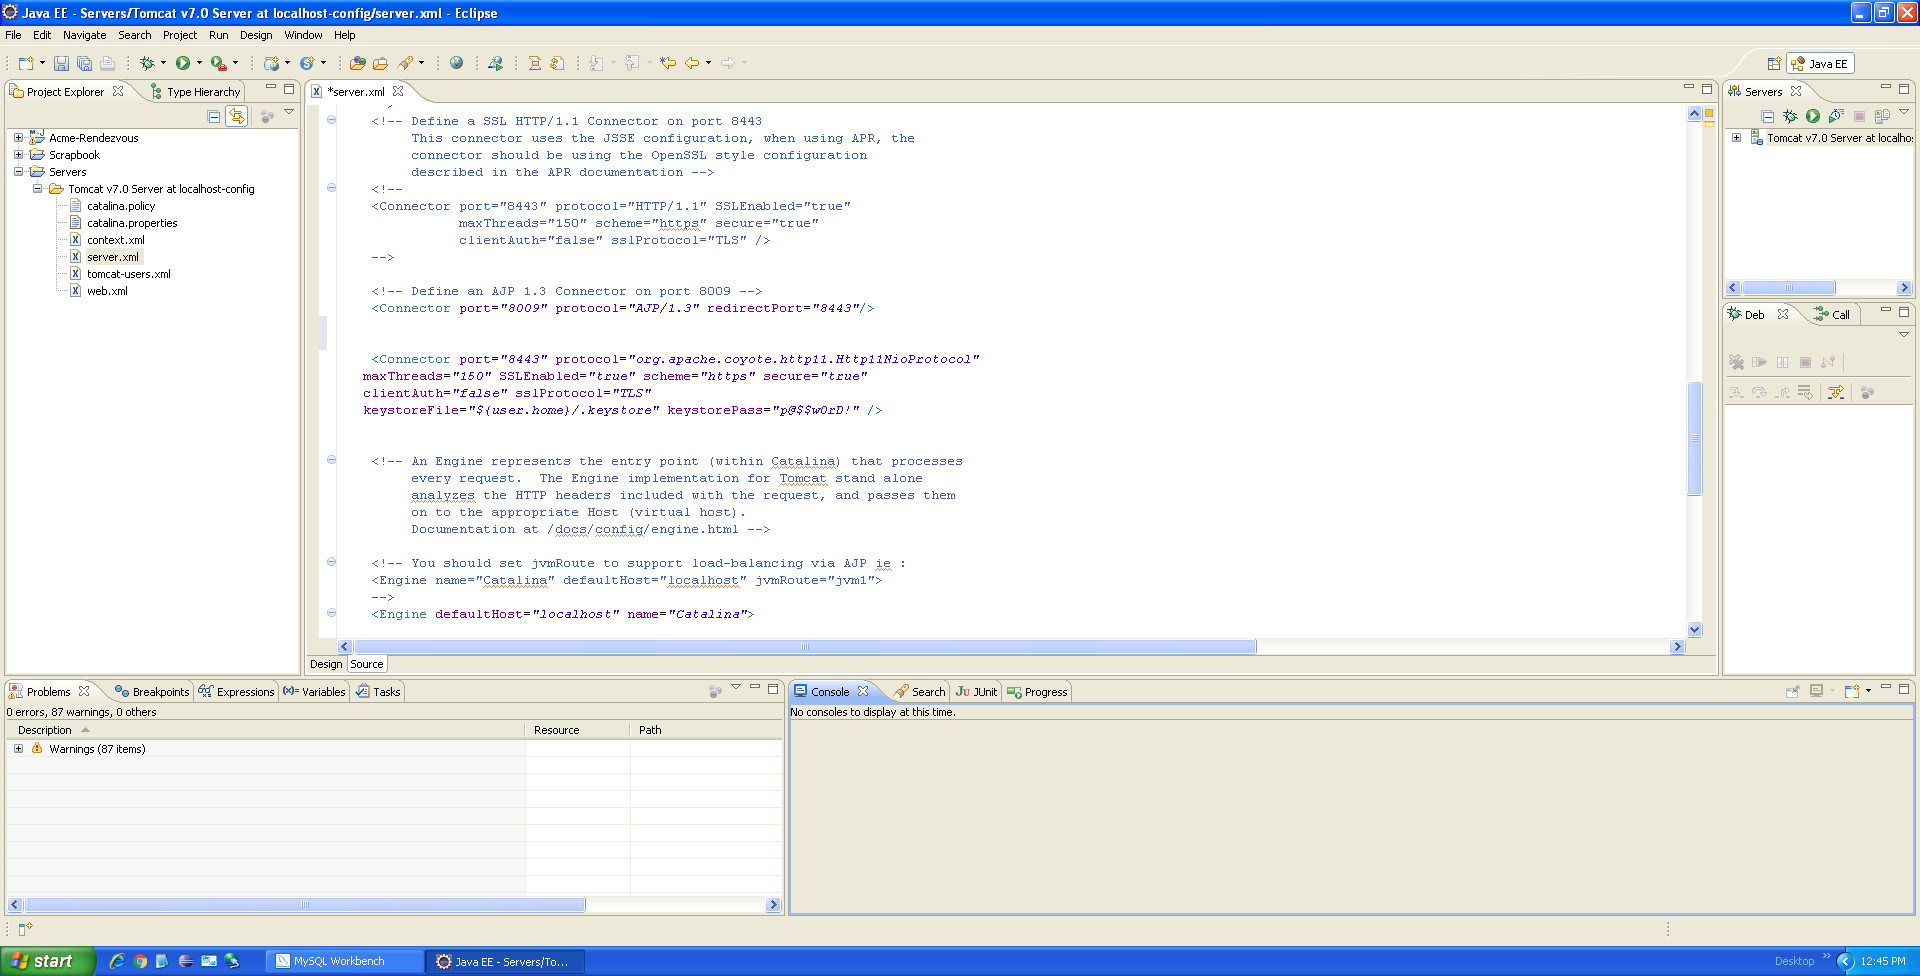 Java EE - Servers/Tomcat v7.0 Server at localhost-config/server.xml - Eclipse
File Edit Navigate Search Project Run Design Window Help
Java EE
Project Explorer
Type Hierarchy
Acme-Rendezvous
Scrapbook
Servers
Tomcat v7.0 Server at localhost-config
catalina.policy
catalina.properties
context.xml
server.xml
tomcat-users.xml
web.xml
*server.xml
<!-- Define a SSL HTTP/1.1 Connector on port 8443
This connector uses the JSSE configuration, when using APR, the
connector should be using the OpenSSL style configuration
described in the APR documentation -->
<!--
<Connector port="8443" protocol="HTTP/1.1" SSLEnabled="true"
maxThreads="150" scheme="https" secure="true"
clientAuth="false" sslProtocol="TLS" />
-->
<!-- Define an AJP 1.3 Connector on port 8009 -->
<Connector port="8009" protocol="AJP/1.3" redirectPort="8443"/>
<Connector port="8443" protocol="org.apache.coyote.http11.Http11NioProtocol"
maxThreads="150" SSLEnabled="true" scheme="https" secure="true"
clientAuth="false" sslProtocol="TLS"
keystoreFile="${user.home}/.keystore" keystorePass="p@$$w0rD!" />
<!-- An Engine represents the entry point (within Catalina) that processes
every request.  The Engine implementation for Tomcat stand alone
analyzes the HTTP headers included with the request, and passes them
on to the appropriate Host (virtual host).
Documentation at /docs/config/engine.html -->
<!-- You should set jvmRoute to support load-balancing via AJP ie :
<Engine name="Catalina" defaultHost="localhost" jvmRoute="jvm1">
-->
<Engine defaultHost="localhost" name="Catalina">
Design Source
Servers
Tomcat v7.0 Server at localho
Deb
Call
Problems Breakpoints Expressions (x)= Variables Tasks
0 errors, 87 warnings, 0 others
Description Resource Path
Warnings (87 items)
Console Search JUnit Progress
No consoles to display at this time.
start
MySQL Workbench
Java EE - Servers/To...
Desktop
12:45 PM